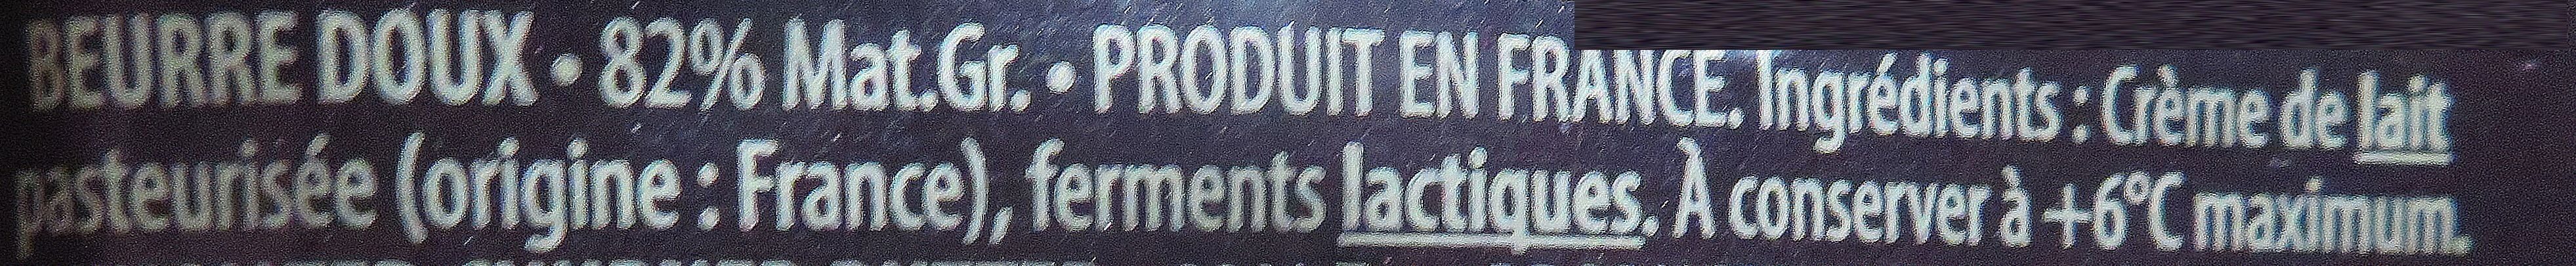 BEURRE DOUX • 82% Mat.Gr. • PRODUIT EN FRANCE. Ingrédients : Crème de lait
pasteurisée (origine : France), ferments lactiques. À conserver à +6°C maximum.